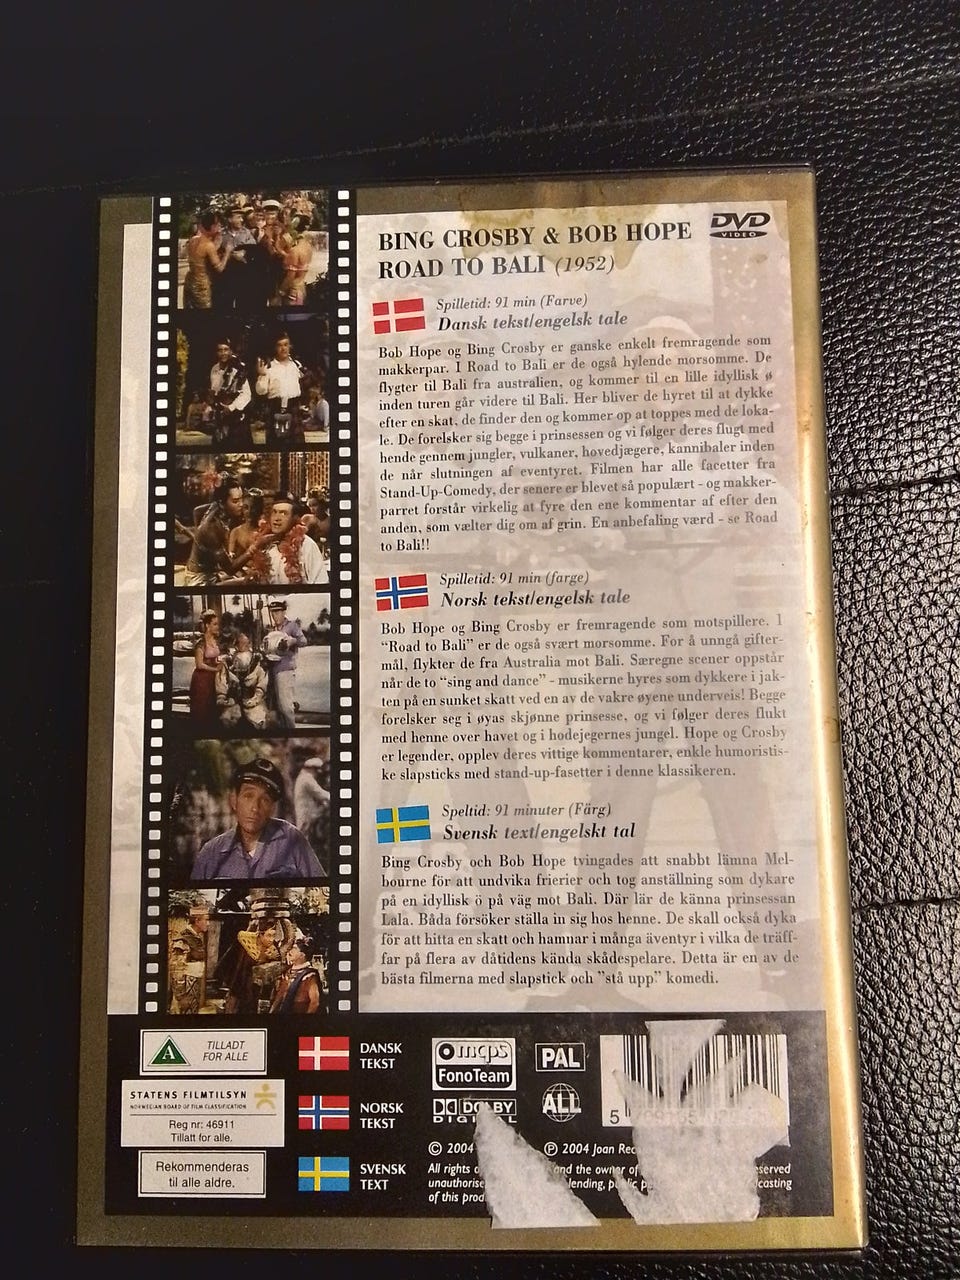 BING CROSBY & BOB HOPE
ROAD TO BALI (1952)
DVD
VIDEO
Spilletid: 91 min (Farve)
Dansk tekst/engelsk tale
Bob Hope og Bing Crosby er ganske enkelt fremragende som
makkerpar. I Road to Bali er de også hylende morsomme. De
flygter til Bali fra australien, og kommer til en lille idyllisk ø
inden turen går videre til Bali. Her bliver de hyret til at dykke
efter en skat, de finder den og kommer op at toppes med de loka-
le. De forelsker sig begge i prinsessen og vi følger deres flugt med
hende gennem jungler, vulkaner, hovedjægere, kannibaler inden
de når slutningen af eventyret. Filmen har alle facetter fra
Stand-Up-Comedy, der senere er blevet så populært - og makker-
parret forstår virkelig at fyre den ene kommentar af efter den
anden, som vælter dig om af grin. En anbefaling værd - se Road
to Bali!!
Spilletid: 91 min (farge)
Norsk tekst/engelsk tale
Bob Hope og Bing Crosby er fremragende som motspillere. I
"Road to Bali" er de også svært morsomme. For å unngå gifter-
mål, flykter de fra Australia mot Bali. Særegne scener oppstår
når de to "sing and dance" - musikerne hyres som dykkere i jak-
ten på en sunket skatt ved en av de vakre øyene underveis! Begge
forelsker seg i øyas skjønne prinsesse, og vi følger deres flukt
med henne over havet og i hodejegernes jungel. Hope og Crosby
er legender, opplev deres vittige kommentarer, enkle humoristis-
ke slapsticks med stand-up-fasetter i denne klassikeren.
Speltid: 91 minuter (Färg)
Svensk text/engelskt tal
Bing Crosby och Bob Hope tvingades att snabbt lämna Mel-
bourne för att undvika frierier och tog anställning som dykare
på en idyllisk ö på väg mot Bali. Där lär de känna prinsessan
Lala. Båda försöker ställa in sig hos henne. De skall också dyka
för att hitta en skatt och hamnar i många äventyr i vilka de träff-
far på flera av dåtidens kända skådespelare. Detta är en av de
bästa filmerna med slapstick och "stå upp" komedi.
A TILLADT
FOR ALLE
STATENS FILMTILSYN
NORWEGIAN BOARD OF FILM CLASSIFICATION
Reg nr: 46911
Tillatt for alle.
Rekommenderas
til alle aldre.
DANSK
TEKST
NORSK
TEKST
SVENSK
TEXT
mcps
FonoTeam
PAL
DOLBY
DIGITAL
ALL
5
© 2004
℗ 2004 Joan Rec
All rights o and the owner of eserved
unauthorise lending, public pe casting
of this prod